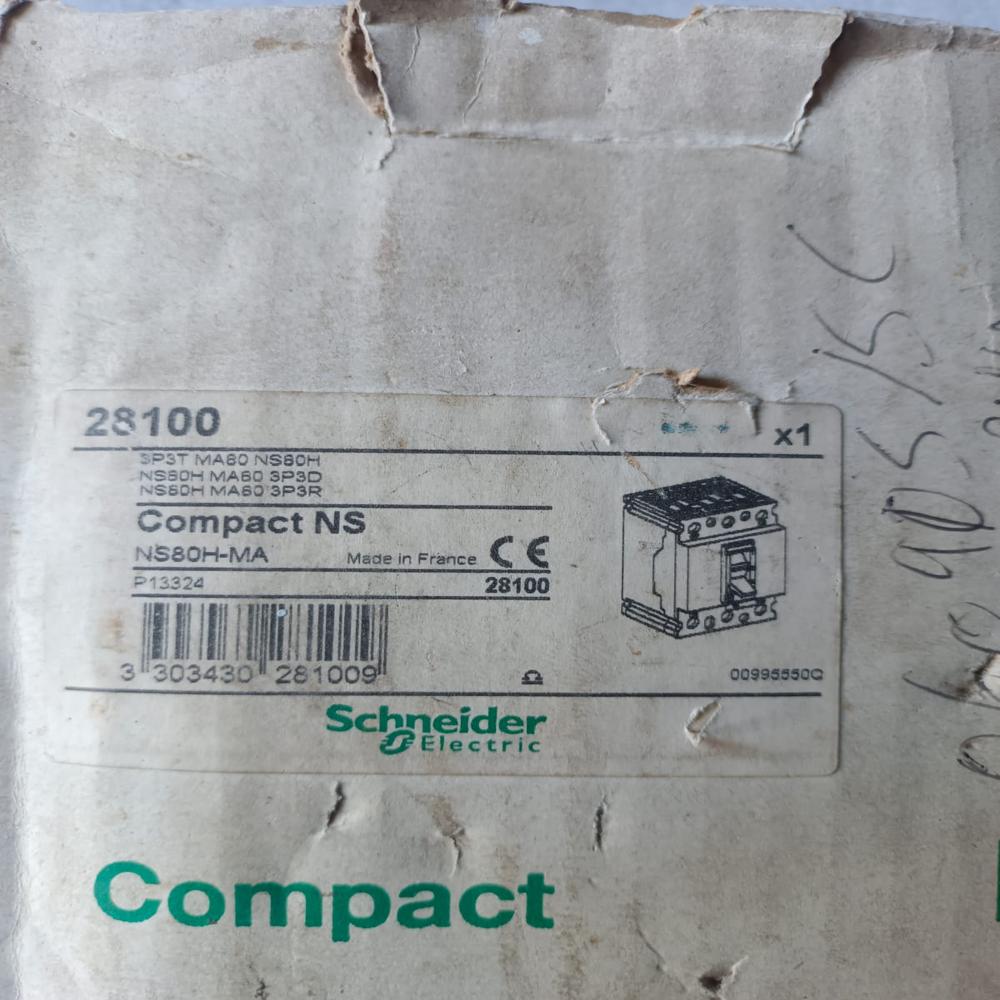 28100
x1
3P3T MA80 NS80H
NS80H MA80 3P3D
NS80H MA80 3P3R
Compact NS
NS80H-MA Made in France CE
P13324 28100
3 303430 281009
00995550Q
Schneider
Electric
Compact